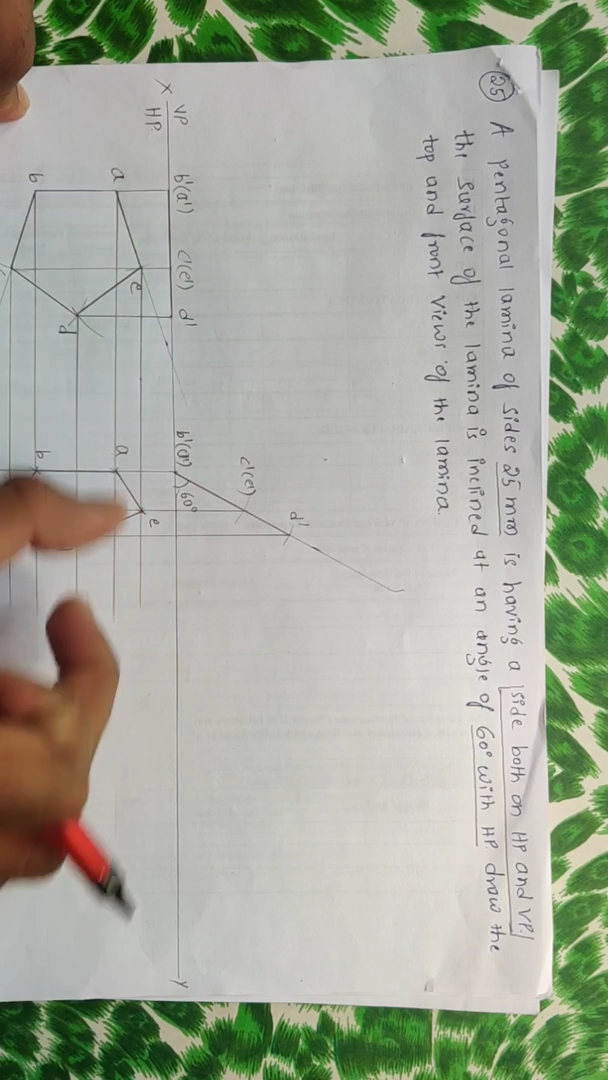 25 A pentagonal lamina of sides 25mm is having a side both on HP and VP.
the surface of the lamina is inclined at an angle of 60° with HP draw the
top and front views of the lamina
b'(a') c'(e') d' b'(a') 60° c'(e') d'
X VP Y
HP
a e a e
b d b